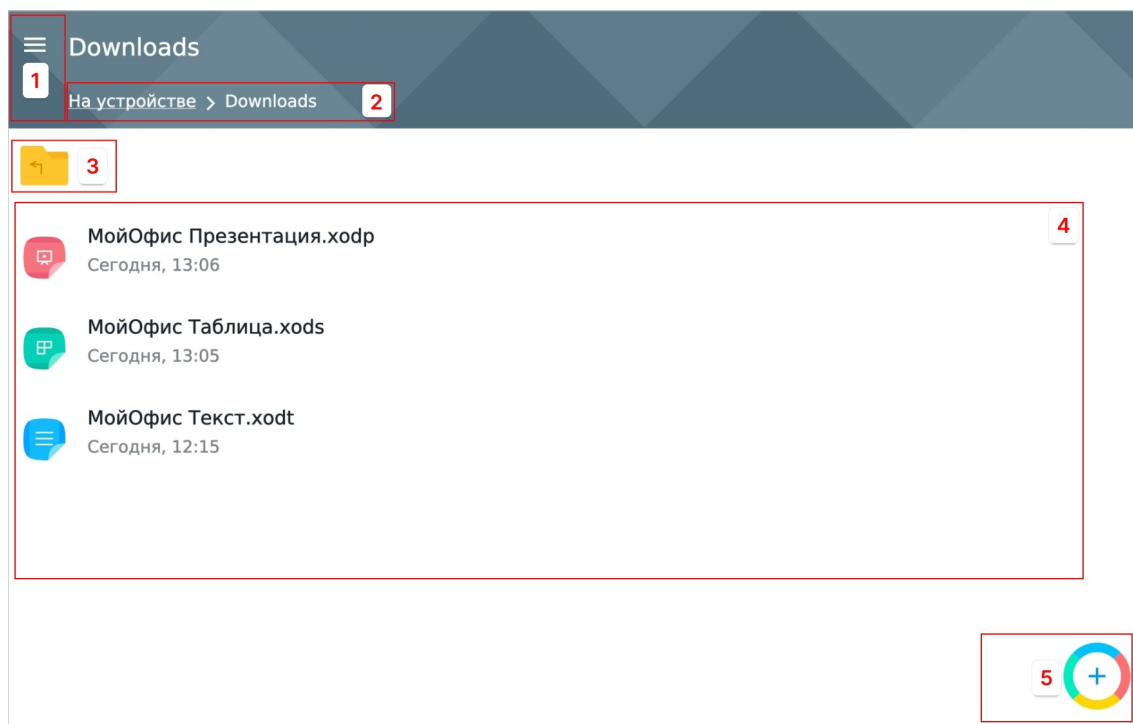 Downloads
1
На устройстве > Downloads 2
3
4
МойОфис Презентация.xodp
Сегодня, 13:06
МойОфис Таблица.xods
Сегодня, 13:05
МойОфис Текст.xodt
Сегодня, 12:15
5